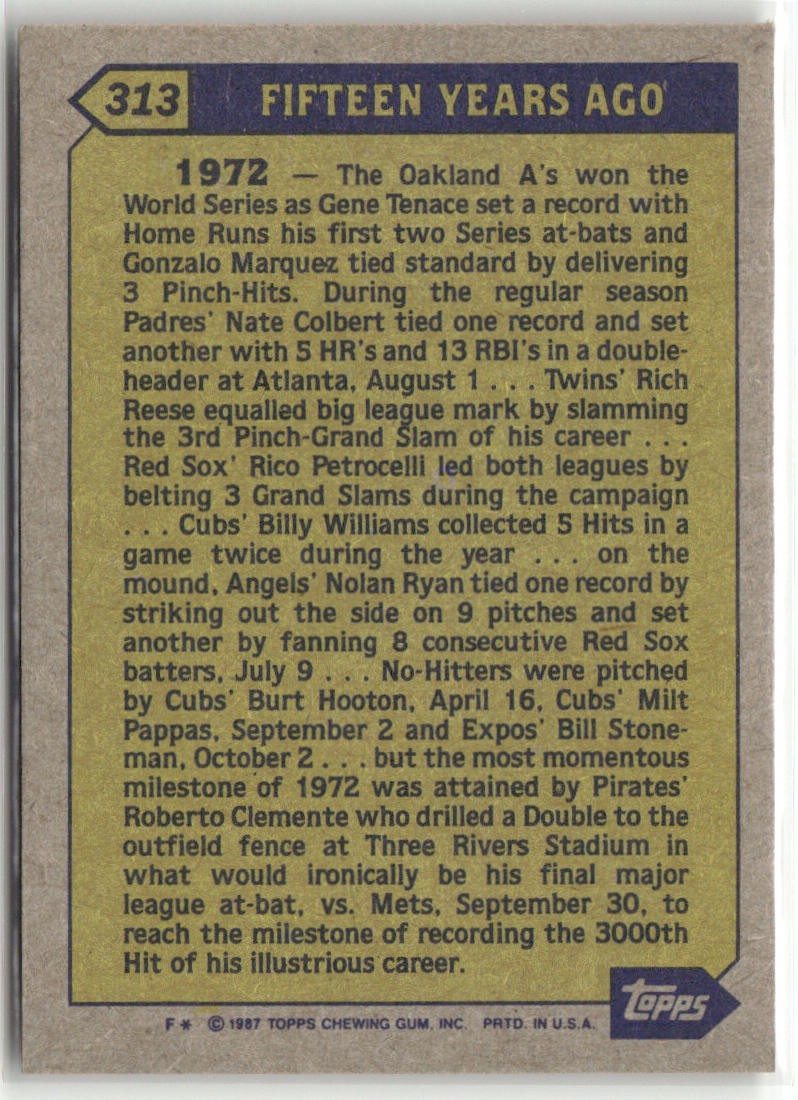 313 FIFTEEN YEARS AGO
1972 — The Oakland A's won the
World Series as Gene Tenace set a record with
Home Runs his first two Series at-bats and
Gonzalo Marquez tied standard by delivering
3 Pinch-Hits. During the regular season
Padres' Nate Colbert tied one record and set
another with 5 HR's and 13 RBI's in a double-
header at Atlanta, August 1 . . . Twins' Rich
Reese equalled big league mark by slamming
the 3rd Pinch-Grand Slam of his career . . .
Red Sox' Rico Petrocelli led both leagues by
belting 3 Grand Slams during the campaign
. . . Cubs' Billy Williams collected 5 Hits in a
game twice during the year . . . on the
mound, Angels' Nolan Ryan tied one record by
striking out the side on 9 pitches and set
another by fanning 8 consecutive Red Sox
batters, July 9 . . . No-Hitters were pitched
by Cubs' Burt Hooton, April 16, Cubs' Milt
Pappas, September 2 and Expos' Bill Stone-
man, October 2 . . . but the most momentous
milestone of 1972 was attained by Pirates'
Roberto Clemente who drilled a Double to the
outfield fence at Three Rivers Stadium in
what would ironically be his final major
league at-bat, vs. Mets, September 30, to
reach the milestone of recording the 3000th
Hit of his illustrious career.
topps
F* © 1987 TOPPS CHEWING GUM, INC. PRTD. IN U.S.A.